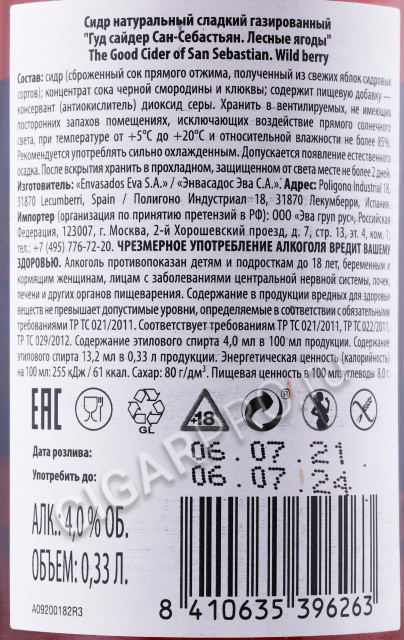 Сидр натуральный сладкий газированный
"Гуд сайдер Сан-Себастьян. Лесные ягоды"
The Good Cider of San Sebastian. Wild berry
Состав: сидр (сброженный сок прямого отжима, полученный из свежих яблок сидровых
сортов); концентрат сока черной смородины и клюквы; содержит пищевую добавку –
консервант (антиокислитель) диоксид серы. Хранить в вентилируемых, не имеющих
посторонних запахов помещениях, исключающих воздействие прямого солнечного
света, при температуре от +5°С до +20°С и относительной влажности не более 85%.
Рекомендуется употреблять сильно охлажденным. Допускается появление естественного
осадка. После вскрытия хранить в прохладном, защищенном от света месте не более 2 дней.
Изготовитель: «Envasados Eva S.A.» / «Энвасадос Эва С.А.». Адрес: Poligono Industrial 18,
31870 Lecumberri, Spain / Полигоно Индустриал 18, 31870 Лекумберри, Испания.
Импортер (организация по принятию претензий в РФ): ООО «Эва груп рус», Российская
Федерация, 123007, г. Москва, 2-й Хорошевский проезд, д. 7, стр. 13, эт. 4, ком. 1;
тел.: +7 (495) 776-72-20. ЧРЕЗМЕРНОЕ УПОТРЕБЛЕНИЕ АЛКОГОЛЯ ВРЕДИТ ВАШЕМУ
ЗДОРОВЬЮ. Алкоголь противопоказан детям и подросткам до 18 лет, беременным и
кормящим женщинам, лицам с заболеваниями центральной нервной системы, почек,
печени и других органов пищеварения. Содержание в продукции вредных для здоровья
веществ не превышает допустимые уровни, определяемые в соответствии с обязательными
требованиями ТР ТС 021/2011. Соответствует требованиям ТР ТС 021/2011, ТР ТС 022/2011,
ТР ТС 029/2012. Содержание этилового спирта 4,0 мл в 100 мл продукции. Содержание
этилового спирта 13,2 мл в 0,33 л продукции. Энергетическая ценность (калорийность)
на 100 мл: 255 кДж / 61 ккал. Сахар: 80 г/дм³. Пищевая ценность в 100 мл: углеводы 8,0 г.
EAC GL +18
Дата розлива: 06.07.21.
Употребить до: 06.07.24
АЛК.: 4,0 % ОБ.
ОБЪЕМ: 0,33 Л.
A09200182R3
8 410635 396263
CIGARPRO.RU